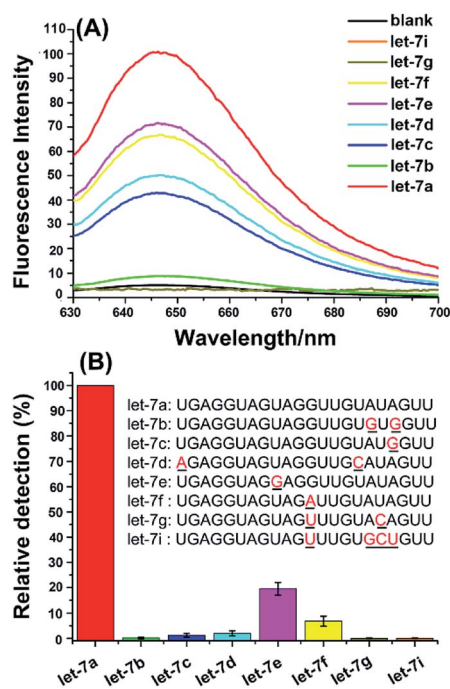 (A)
blank
let-7i
let-7g
let-7f
let-7e
let-7d
let-7c
let-7b
let-7a
Fluorescence Intensity
110
100
90
80
70
60
50
40
30
20
10
0
630 640 650 660 670 680 690 700
Wavelength/nm
(B)
Relative detection (%)
100
90
80
70
60
50
40
30
20
10
0
let-7a: UGAGGUAGUAGGUUGUAUAGUU
let-7b: UGAGGUAGUAGGUUGUGUGGUU
let-7c: UGAGGUAGUAGGUUGUAUGGUU
let-7d: AGAGGUAGUAGGUUGCAUAGUU
let-7e: UGAGGUAGGAGGUUGUAUAGUU
let-7f : UGAGGUAGUAGAUUGUAUAGUU
let-7g: UGAGGUAGUAGUUUGUACAGUU
let-7i : UGAGGUAGUAGUUUGUGCUGUU
let-7a let-7b let-7c let-7d let-7e let-7f let-7g let-7i